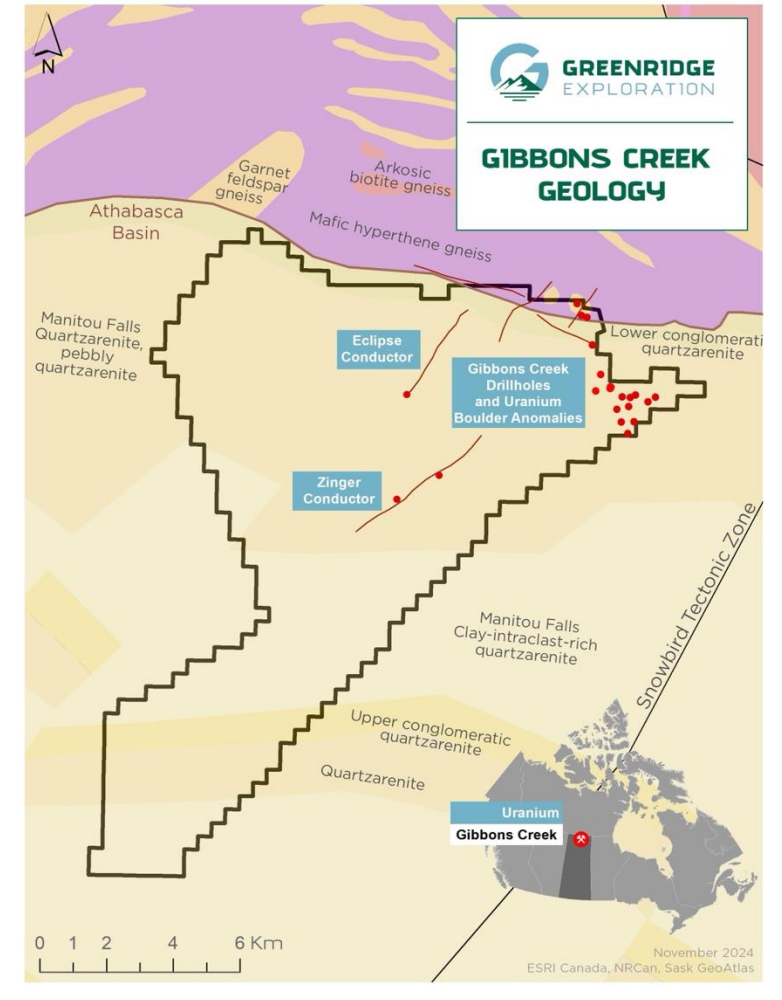 N
GREENRIDGE
EXPLORATION
GIBBONS CREEK
GEOLOGY
Garnet
feldspar
gneiss
Arkosic
biotite gneiss
Mafic hyperthene gneiss
Athabasca
Basin
Manitou Falls
Quartzarenite,
pebbly
quartzarenite
Eclipse
Conductor
Gibbons Creek
Drillholes
and Uranium
Boulder Anomalies
Lower conglomerati
quartzarenite
Zinger
Conductor
Snowbird Tectonic Zone
Manitou Falls
Clay-intraclast-rich
quartzarenite
Upper conglomeratic
quartzarenite
Quartzarenite
Uranium
Gibbons Creek
0 1 2 4 6 Km
November 2024
ESRI Canada, NRCan, Sask GeoAtlas